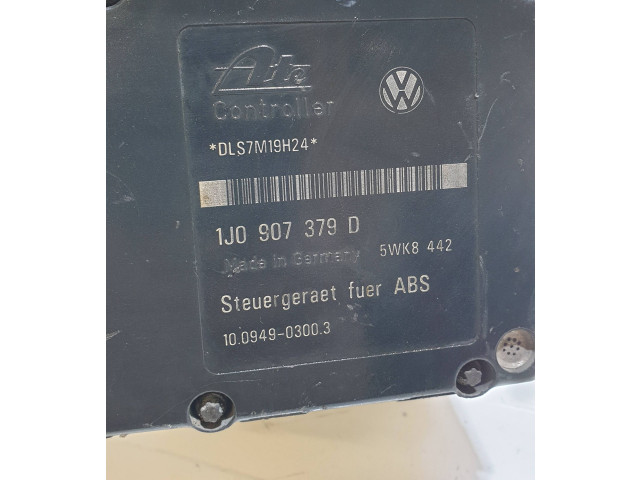 Ate
Controller
*DLS7M19H24*
1J0 907 379 D
Made in Germany
5WK8 442
Steuergeraet fuer ABS
10.0949-0300.3